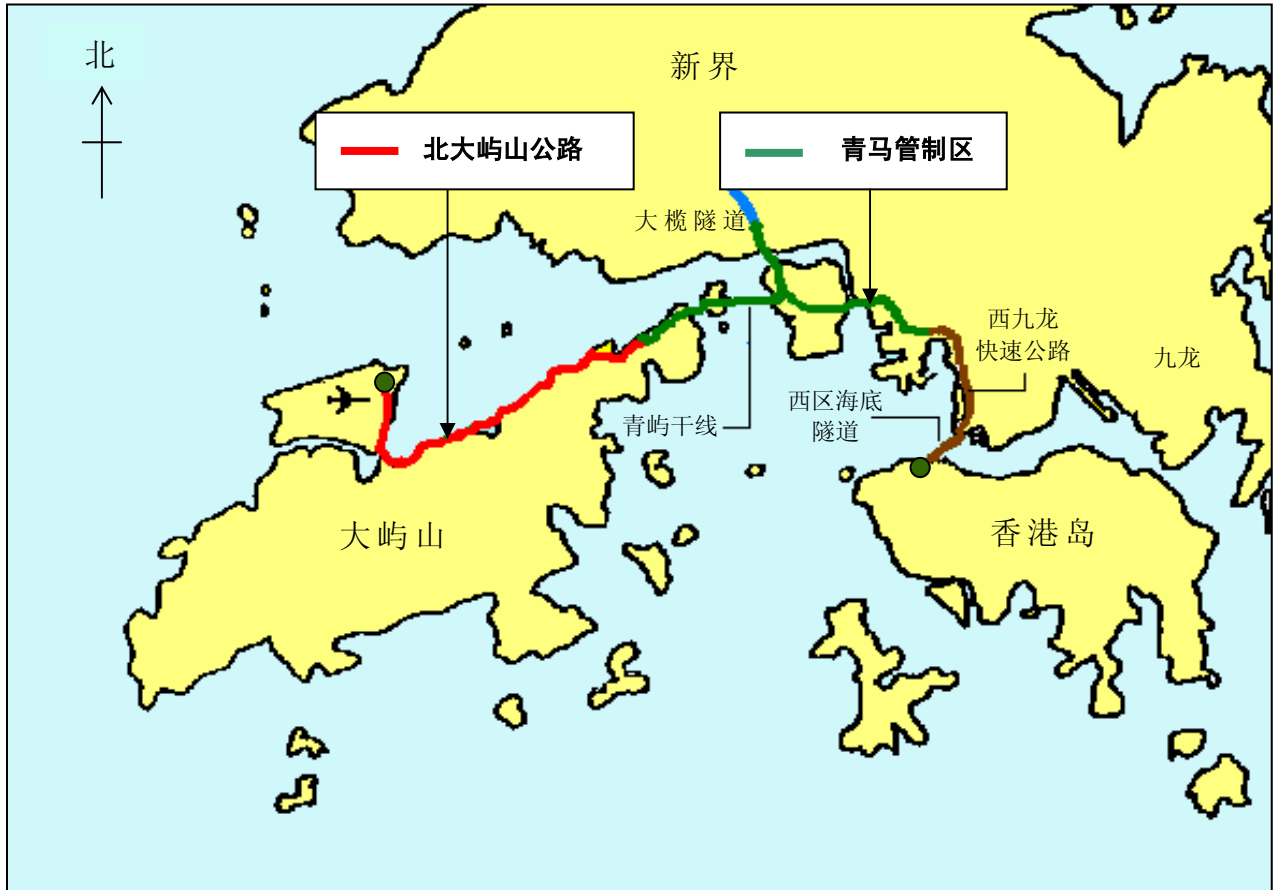 北
新界
北大屿山公路
青马管制区
大榄隧道
西九龙
快速公路
九龙
西区海底
隧道
青屿干线
大屿山
香港岛